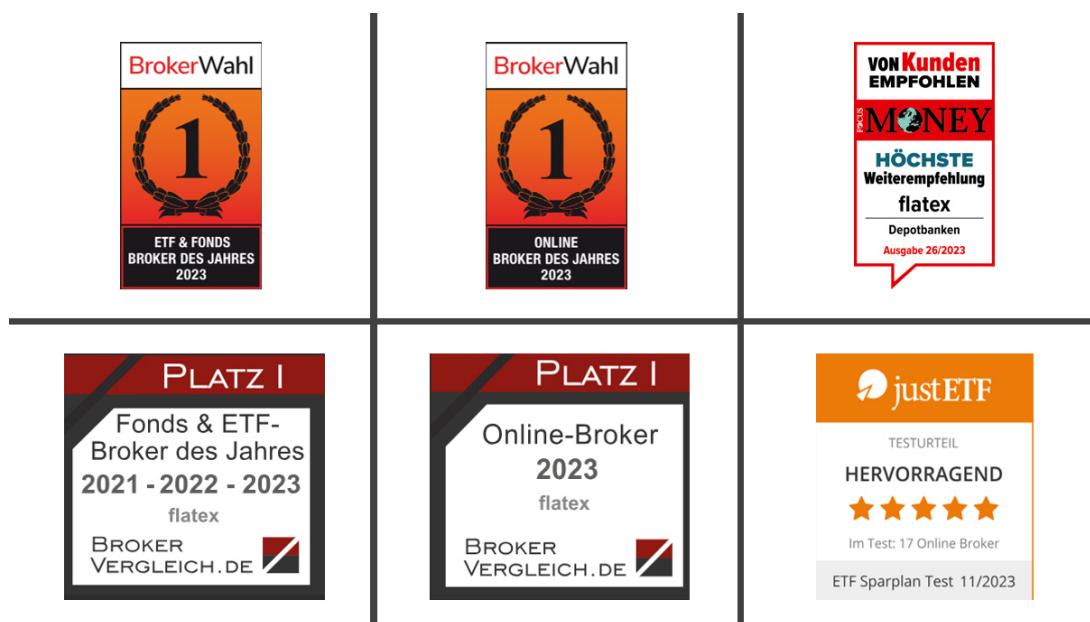 BrokerWahl
1
ETF & FONDS
BROKER DES JAHRES
2023
BrokerWahl
1
ONLINE
BROKER DES JAHRES
2023
VON Kunden
EMPFOHLEN
FOCUS MONEY
HÖCHSTE
Weiterempfehlung
flatex
Depotbanken
Ausgabe 26/2023
PLATZ I
Fonds & ETF-
Broker des Jahres
2021 - 2022 - 2023
flatex
BROKER
VERGLEICH.DE
PLATZ I
Online-Broker
2023
flatex
BROKER
VERGLEICH.DE
justETF
TESTURTEIL
HERVORRAGEND
Im Test: 17 Online Broker
ETF Sparplan Test 11/2023